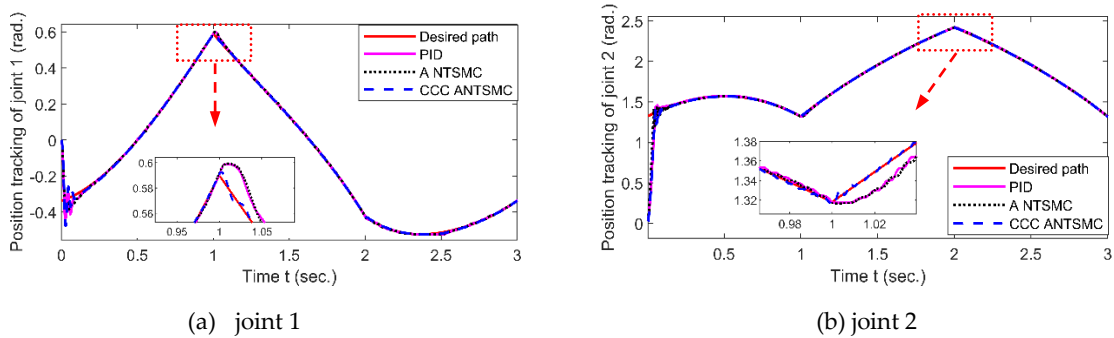 Position tracking of joint 1 (rad.)
0.6
0.4
0.2
0
-0.2
-0.4
0
0.5
1
1.5
2
2.5
3
Time t (sec.)
Desired path
PID
A NTSMC
CCC ANTSMC
0.60
0.58
0.56
0.95
1
1.05
(a) joint 1
Position tracking of joint 2 (rad.)
2.5
2.0
1.5
1.0
0.5
0
0.5
1
1.5
2
2.5
3
Time t (sec.)
Desired path
PID
A NTSMC
CCC ANTSMC
1.38
1.36
1.34
1.32
0.98
1
1.02
(b) joint 2